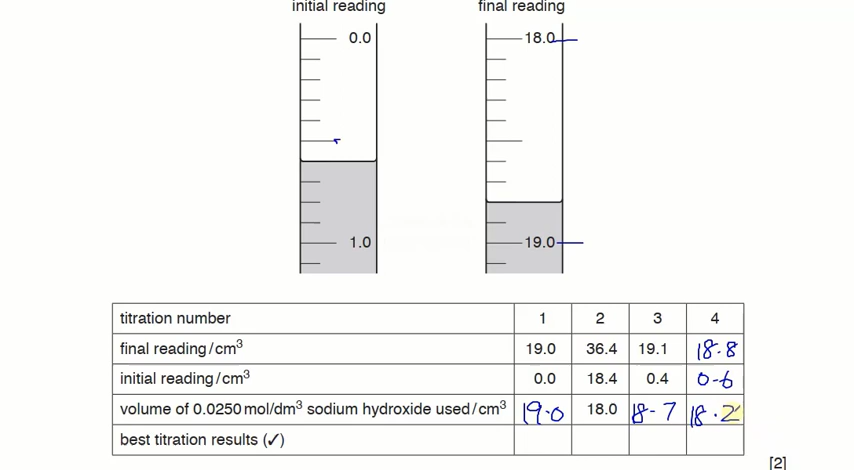 initial reading
final reading
0.0
18.0
1.0
19.0
titration number 1 2 3 4
final reading/cm³ 19.0 36.4 19.1 18.8
initial reading/cm³ 0.0 18.4 0.4 0.6
volume of 0.0250 mol/dm³ sodium hydroxide used/cm³ 19.0 18.0 18.7 18.2
best titration results (✓)
[2]